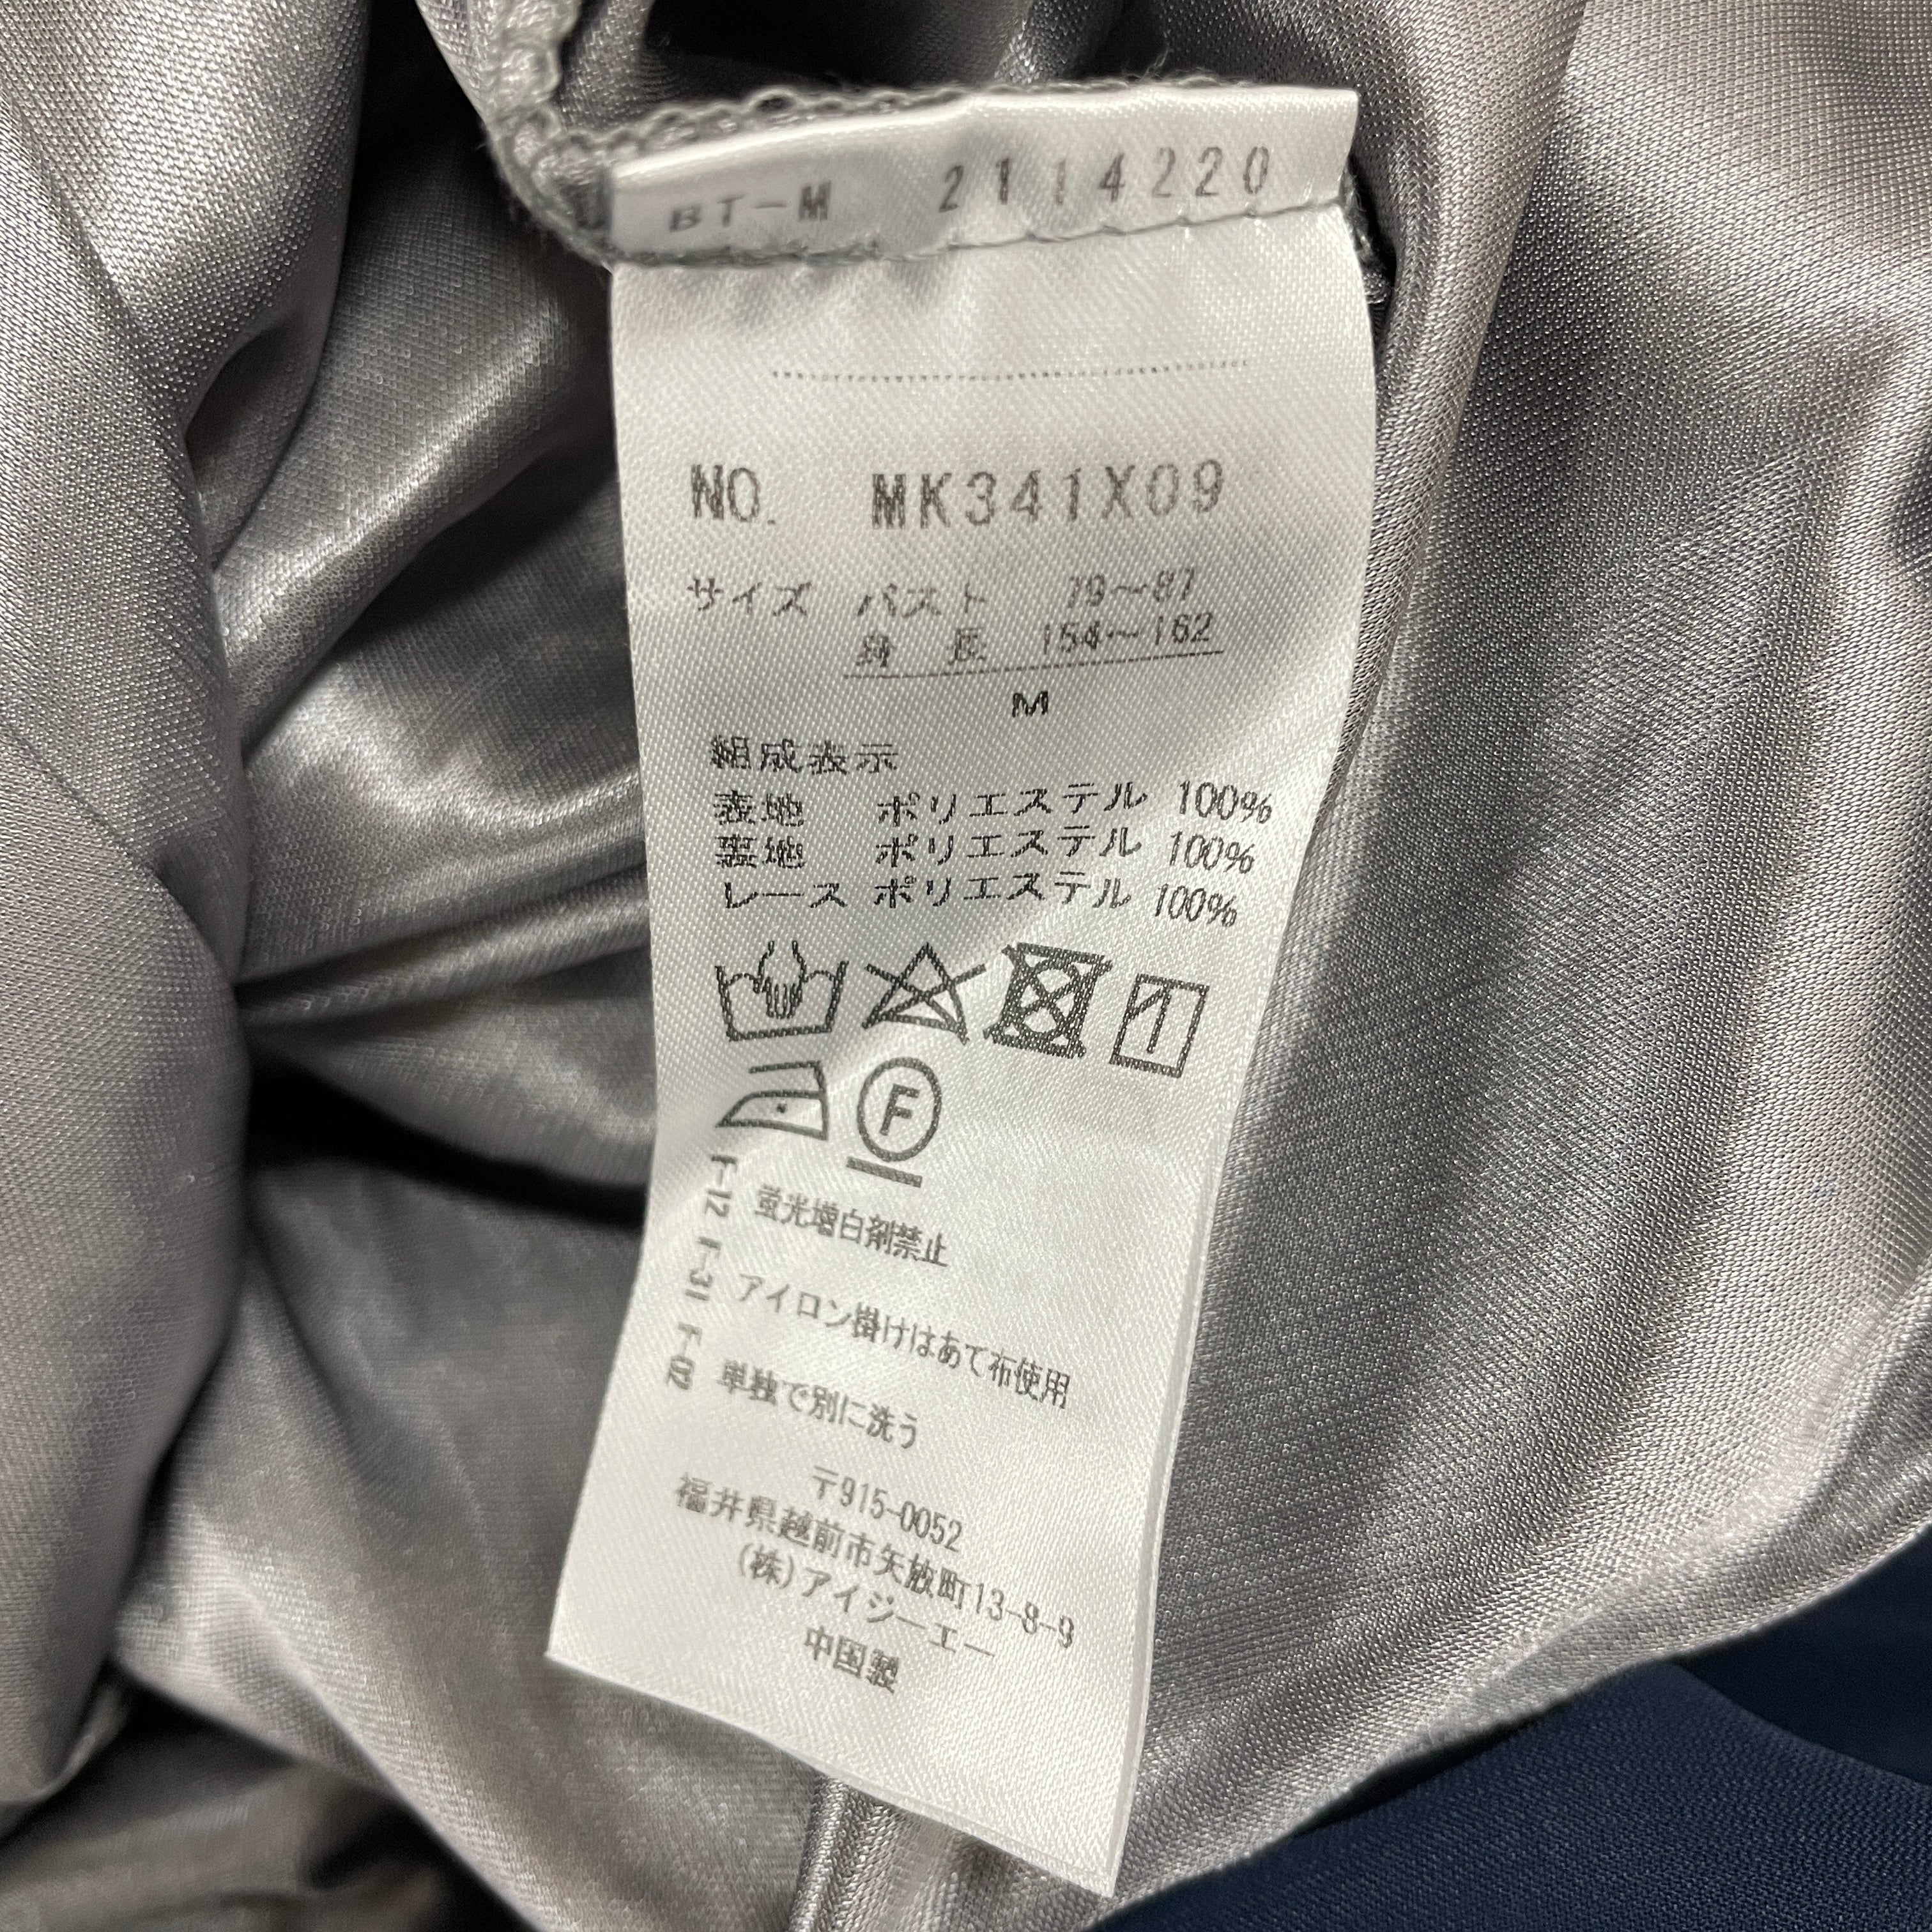 BT-M 2114220
NO. MK341X09
サイズ バスト 79〜87
身長 154〜162
M
組成表示
表地 ポリエステル 100%
裏地 ポリエステル 100%
レース ポリエステル 100%
F
蛍光増白剤禁止
アイロン掛けはあて布使用
単独で別に洗う
〒915-0052
福井県越前市矢放町13-8-9
(株)アイジーエー
中国製